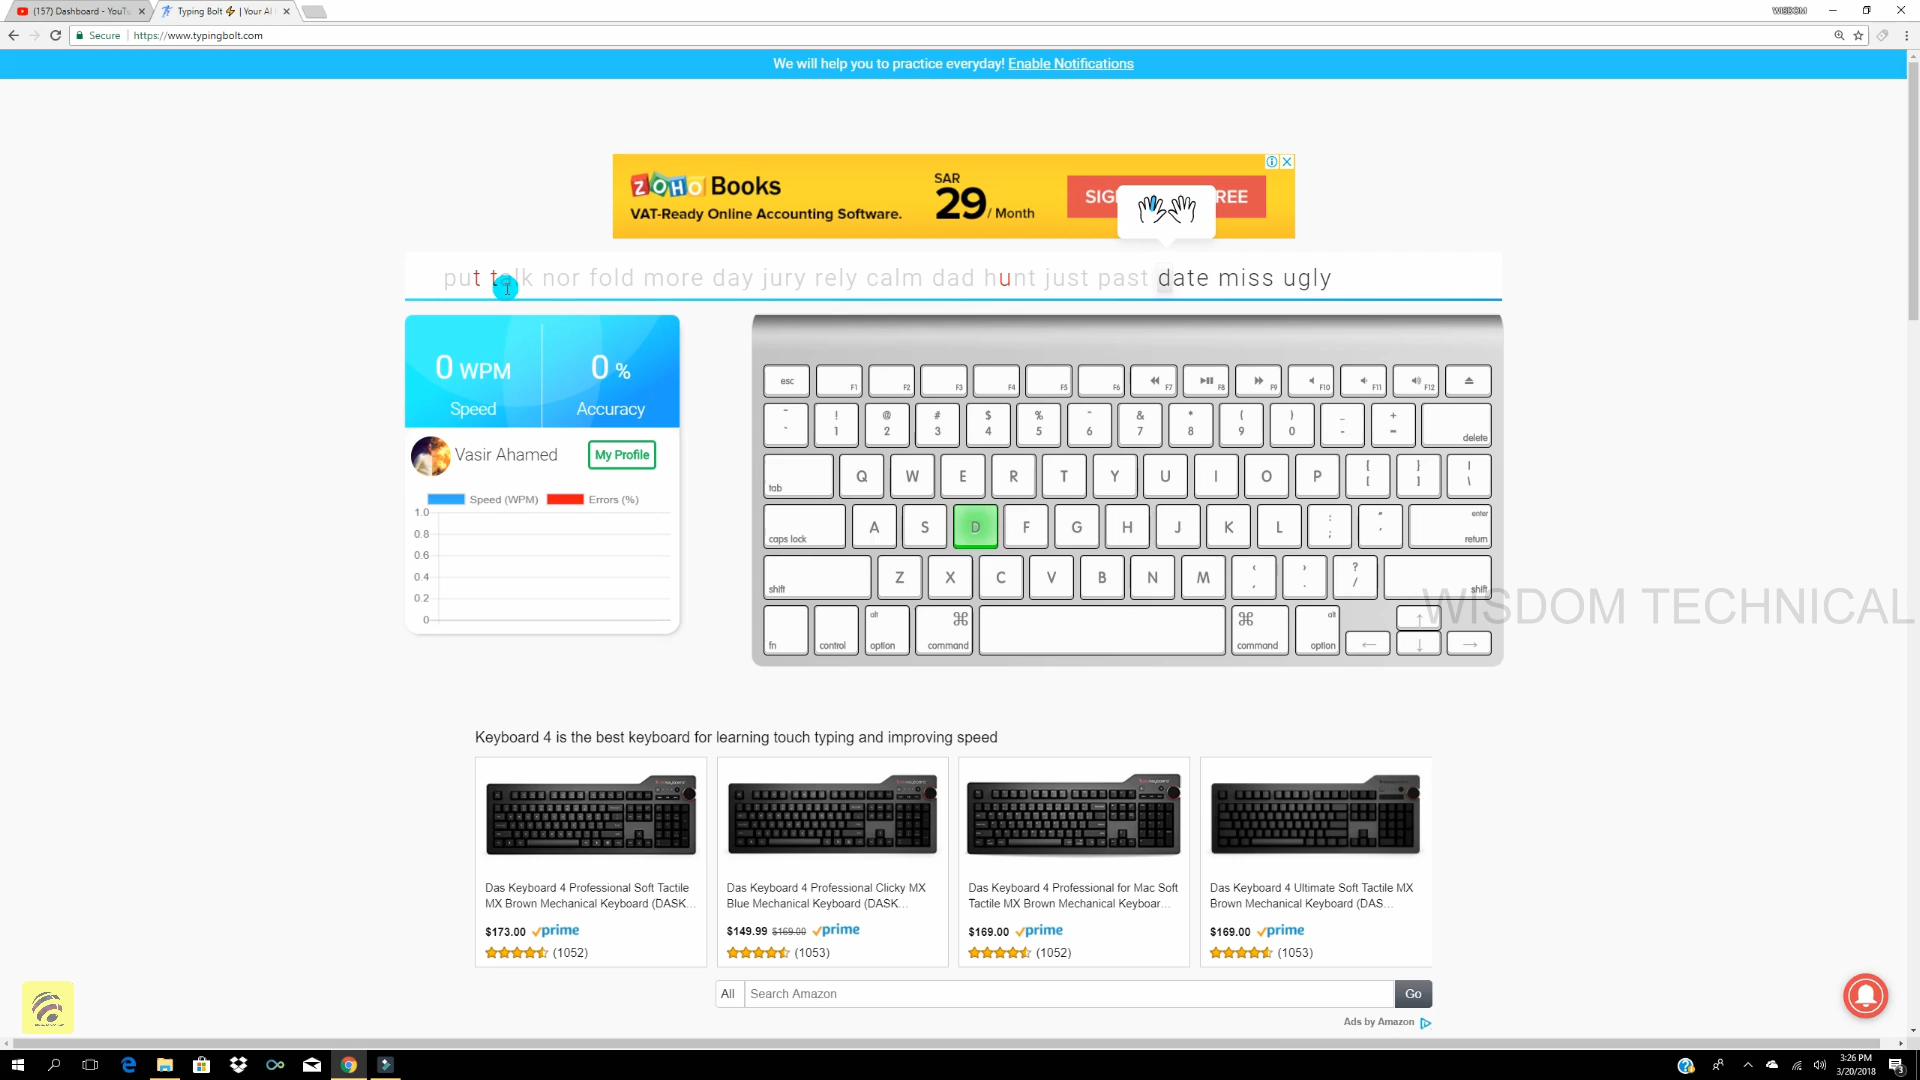 (157) Dashboard - YouTu
Typing Bolt ⚡ | Your AI
WISDOM
Secure
https://www.typingbolt.com
We will help you to practice everyday! Enable Notifications
ZOHO Books
VAT-Ready Online Accounting Software.
SAR
29 / Month
SIG
REE
put talk nor fold more day jury rely calm dad hunt just past date miss ugly
0 WPM
Speed
0 %
Accuracy
Vasir Ahamed
My Profile
Speed (WPM)
Errors (%)
1.0
0.8
0.6
0.4
0.2
0
esc F1 F2 F3 F4 F5 F6 F7 F8 F9 F10 F11 F12
~ ! @ # $ % ^ & * ( ) _ +
` 1 2 3 4 5 6 7 8 9 0 - = delete
tab Q W E R T Y U I O P { [ } ] | \
caps lock A S D F G H J K L : ; " ' enter return
shift Z X C V B N M < , > . ? / shift
fn control alt option ⌘ command ⌘ command alt option ← ↑ ↓ →
WISDOM TECHNICAL
Keyboard 4 is the best keyboard for learning touch typing and improving speed
Das Keyboard 4 Professional Soft Tactile
MX Brown Mechanical Keyboard (DASK...
$173.00 prime
(1052)
Das Keyboard 4 Professional Clicky MX
Blue Mechanical Keyboard (DASK...
$149.99 $169.00 prime
(1053)
Das Keyboard 4 Professional for Mac Soft
Tactile MX Brown Mechanical Keyboar...
$169.00 prime
(1052)
Das Keyboard 4 Ultimate Soft Tactile MX
Brown Mechanical Keyboard (DAS...
$169.00 prime
(1053)
All
Search Amazon
Go
Ads by Amazon
3:26 PM
3/20/2018
3